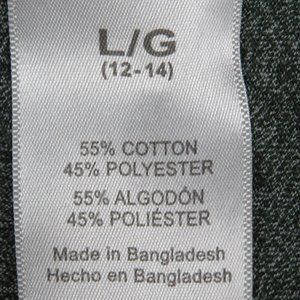 L/G
(12-14)
55% COTTON
45% POLYESTER
55% ALGODÓN
45% POLIÉSTER
Made in Bangladesh
Hecho en Bangladesh